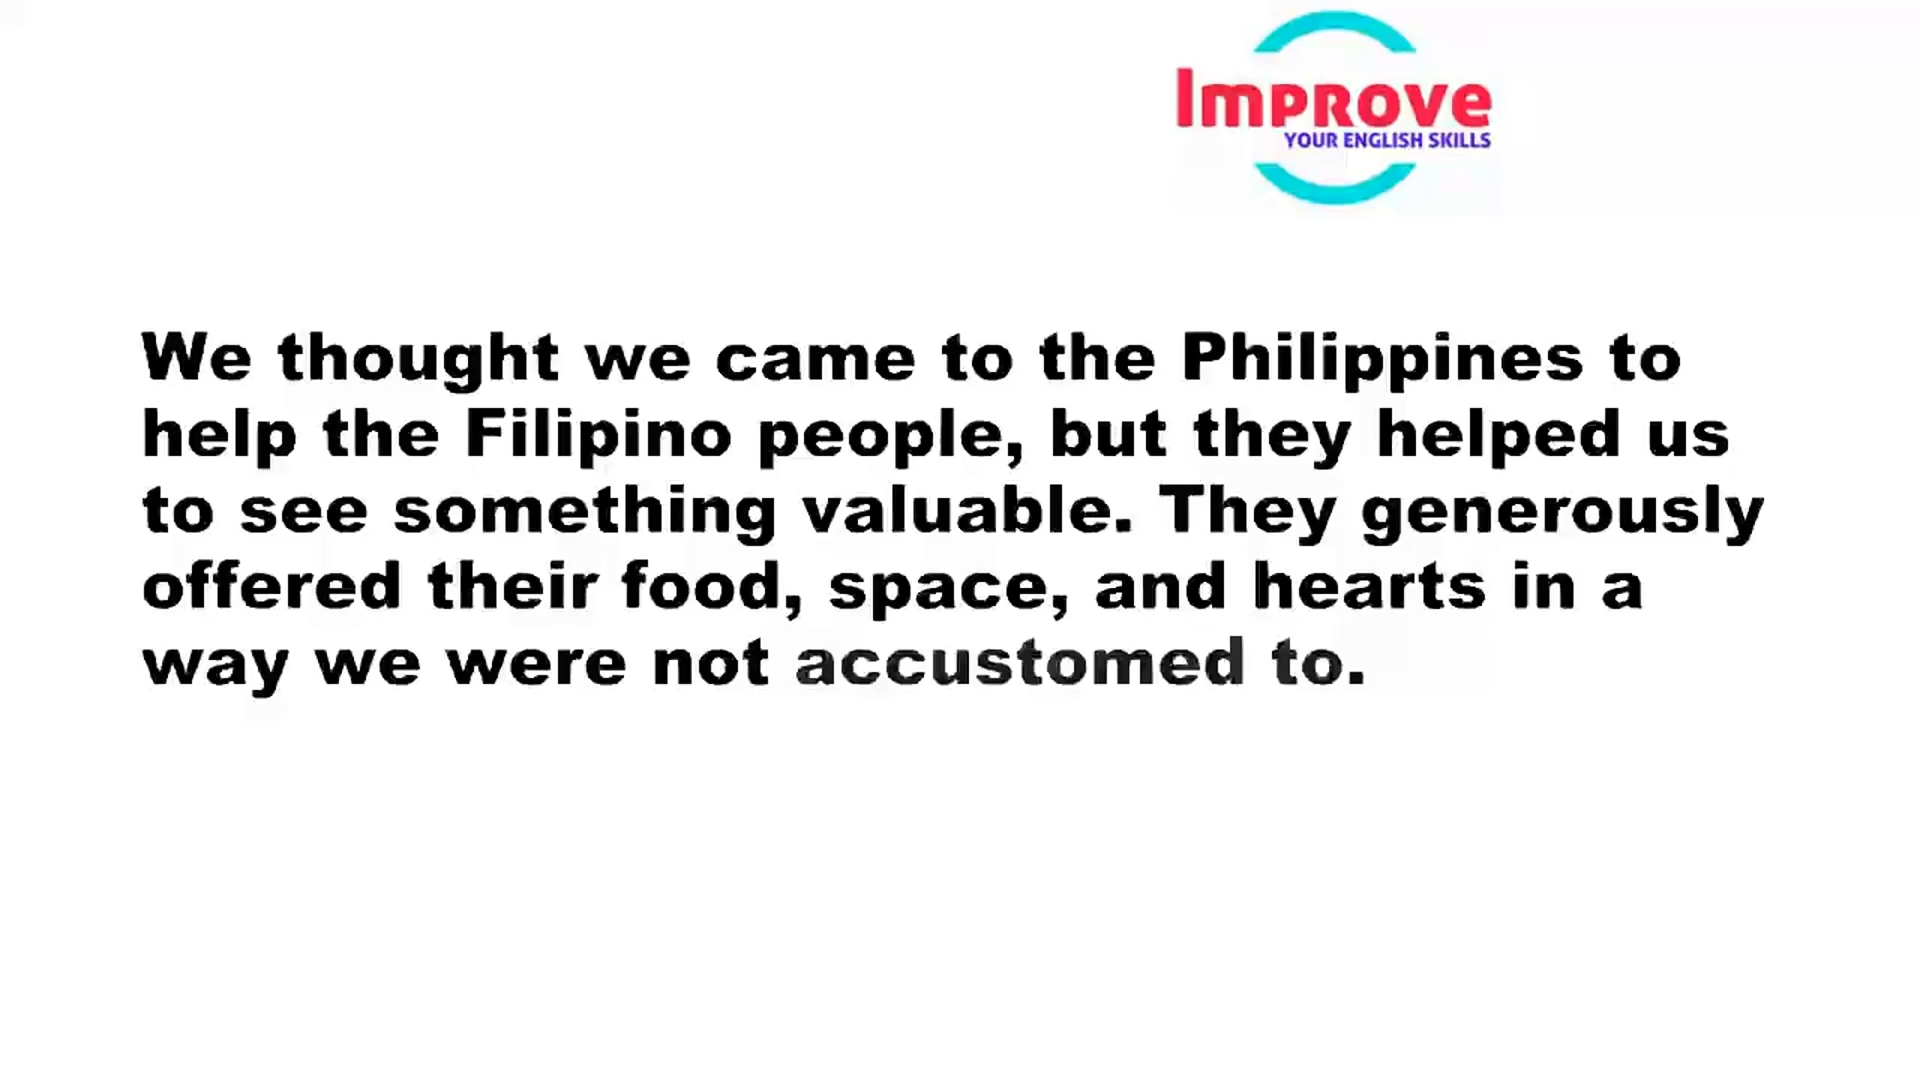 Improve
YOUR ENGLISH SKILLS
We thought we came to the Philippines to
help the Filipino people, but they helped us
to see something valuable. They generously
offered their food, space, and hearts in a
way we were not accustomed to.